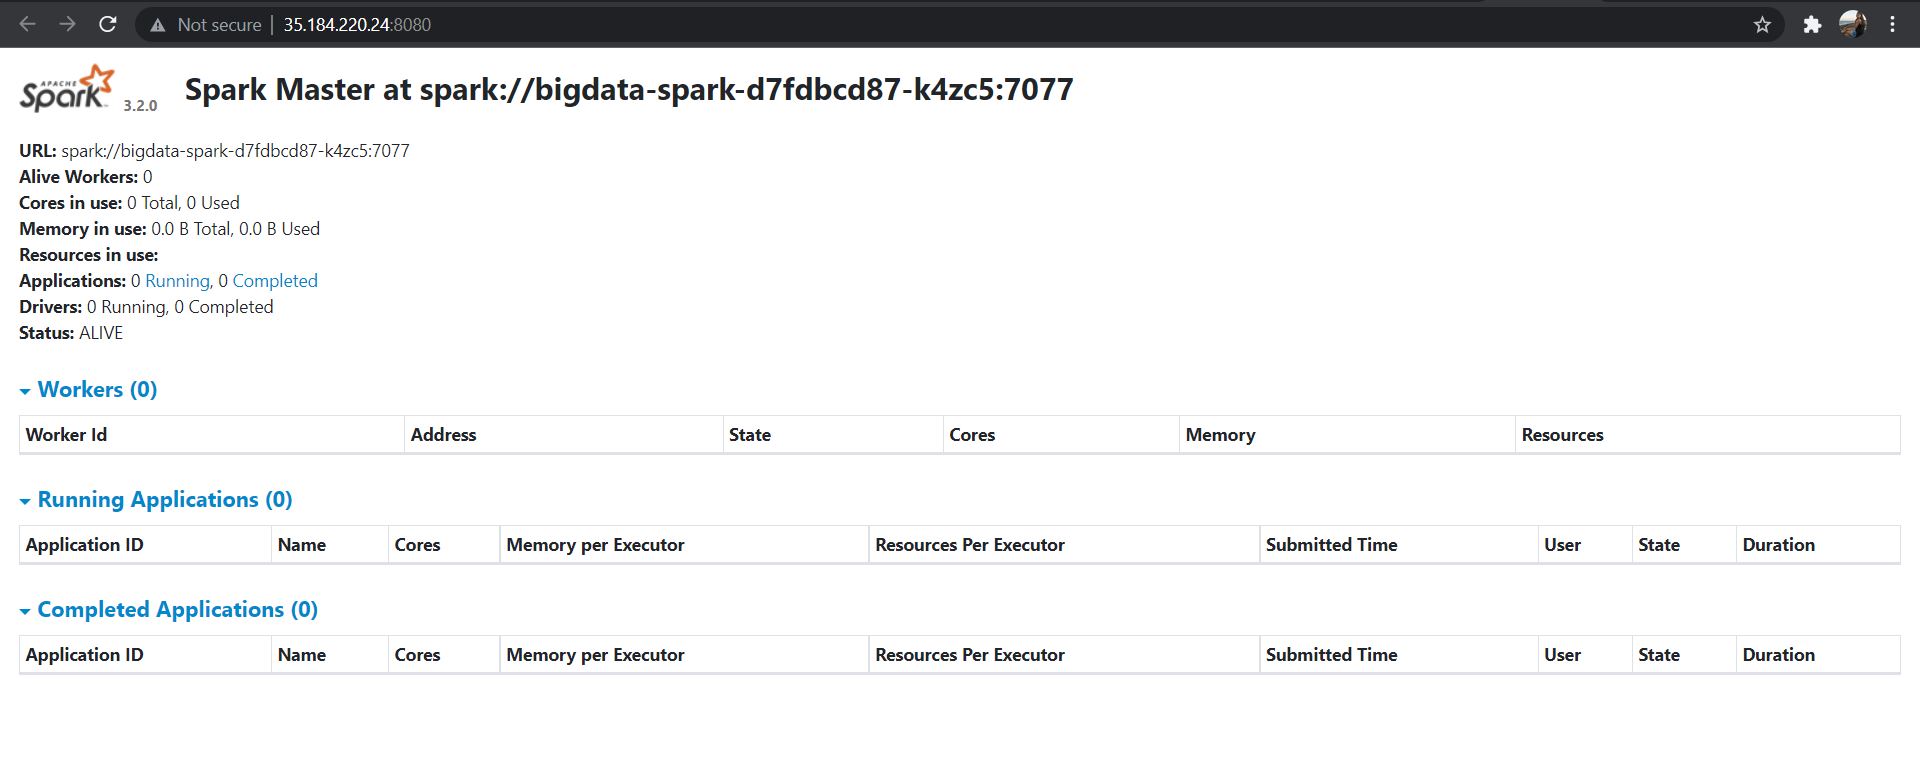 Not secure | 35.184.220.24:8080
APACHE
Spark 3.2.0 Spark Master at spark://bigdata-spark-d7fdbcd87-k4zc5:7077
URL: spark://bigdata-spark-d7fdbcd87-k4zc5:7077
Alive Workers: 0
Cores in use: 0 Total, 0 Used
Memory in use: 0.0 B Total, 0.0 B Used
Resources in use:
Applications: 0 Running, 0 Completed
Drivers: 0 Running, 0 Completed
Status: ALIVE
Workers (0)
Worker Id Address State Cores Memory Resources
Running Applications (0)
Application ID Name Cores Memory per Executor Resources Per Executor Submitted Time User State Duration
Completed Applications (0)
Application ID Name Cores Memory per Executor Resources Per Executor Submitted Time User State Duration